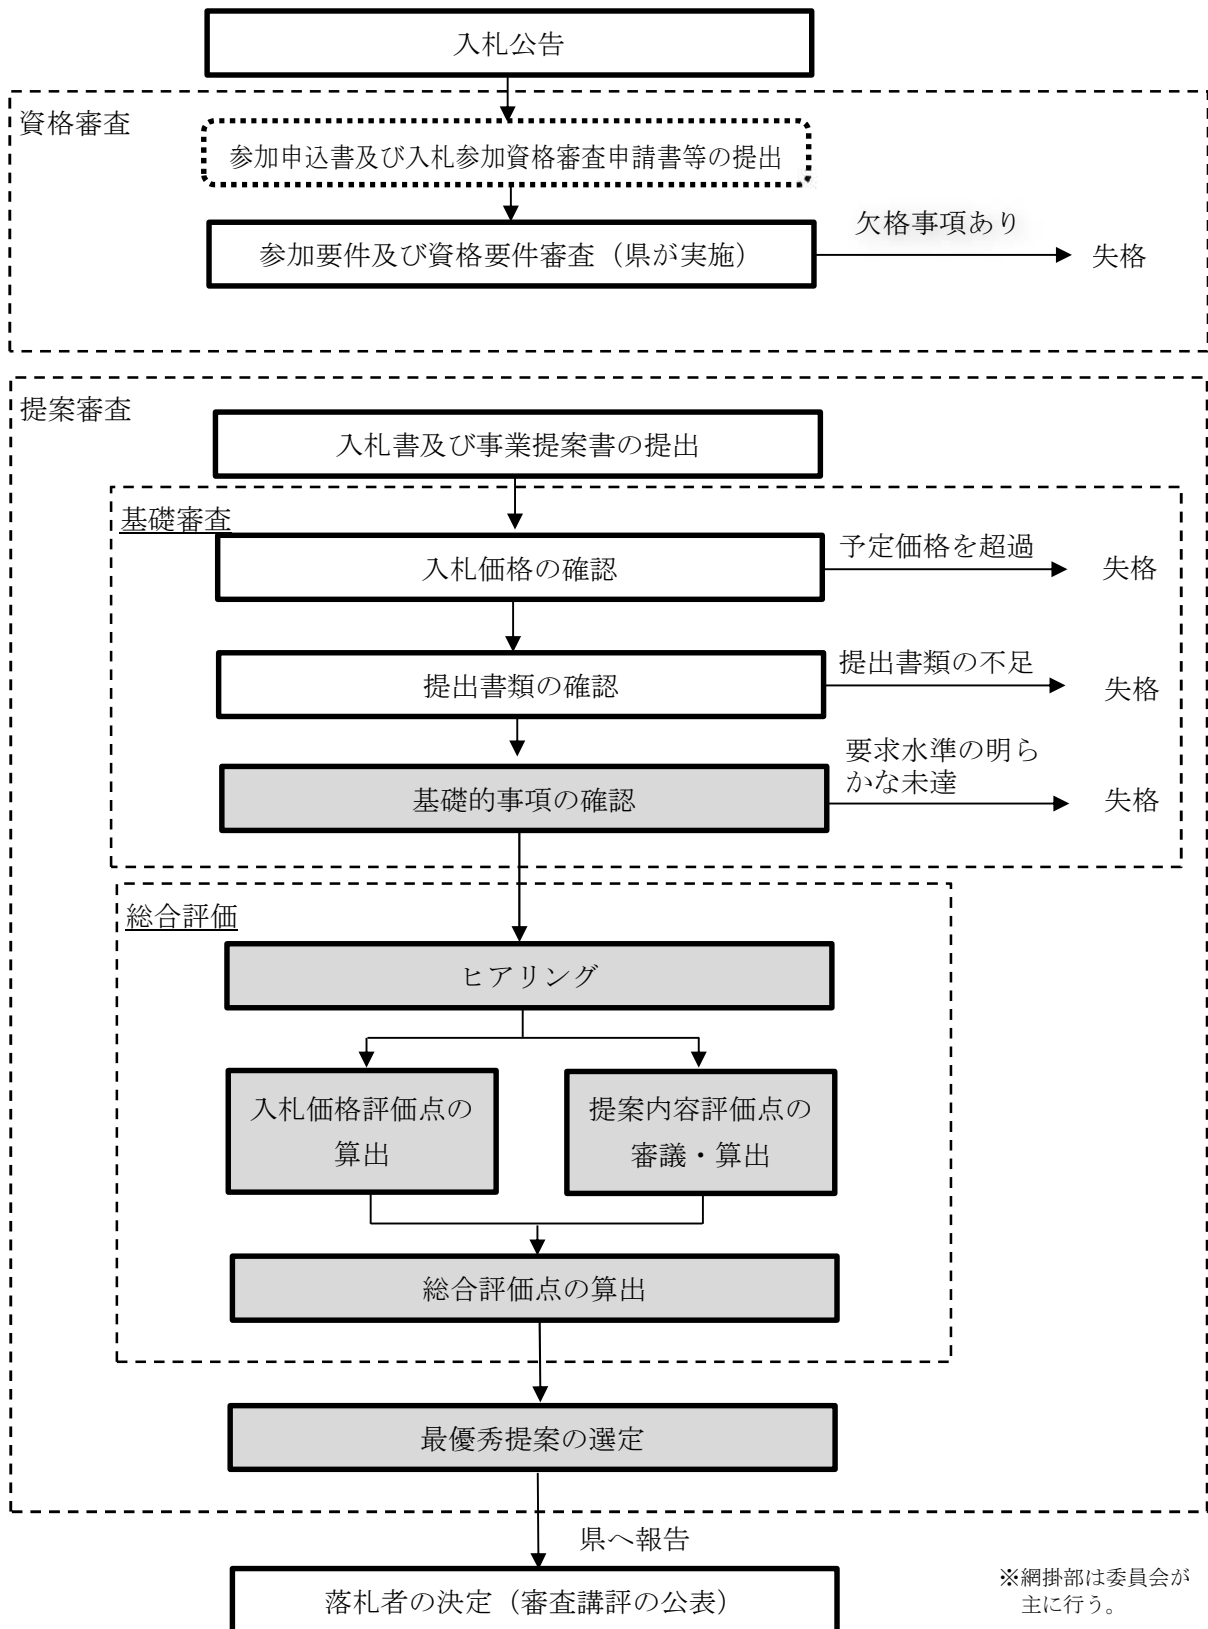 入札公告
資格審査
参加申込書及び入札参加資格審査申請書等の提出
参加要件及び資格要件審査（県が実施）
欠格事項あり
失格
提案審査
入札書及び事業提案書の提出
基礎審査
入札価格の確認
予定価格を超過
失格
提出書類の確認
提出書類の不足
失格
基礎的事項の確認
要求水準の明ら
かな未達
失格
総合評価
ヒアリング
入札価格評価点の
算出
提案内容評価点の
審議・算出
総合評価点の算出
最優秀提案の選定
県へ報告
落札者の決定（審査講評の公表）
※網掛部は委員会が
主に行う。